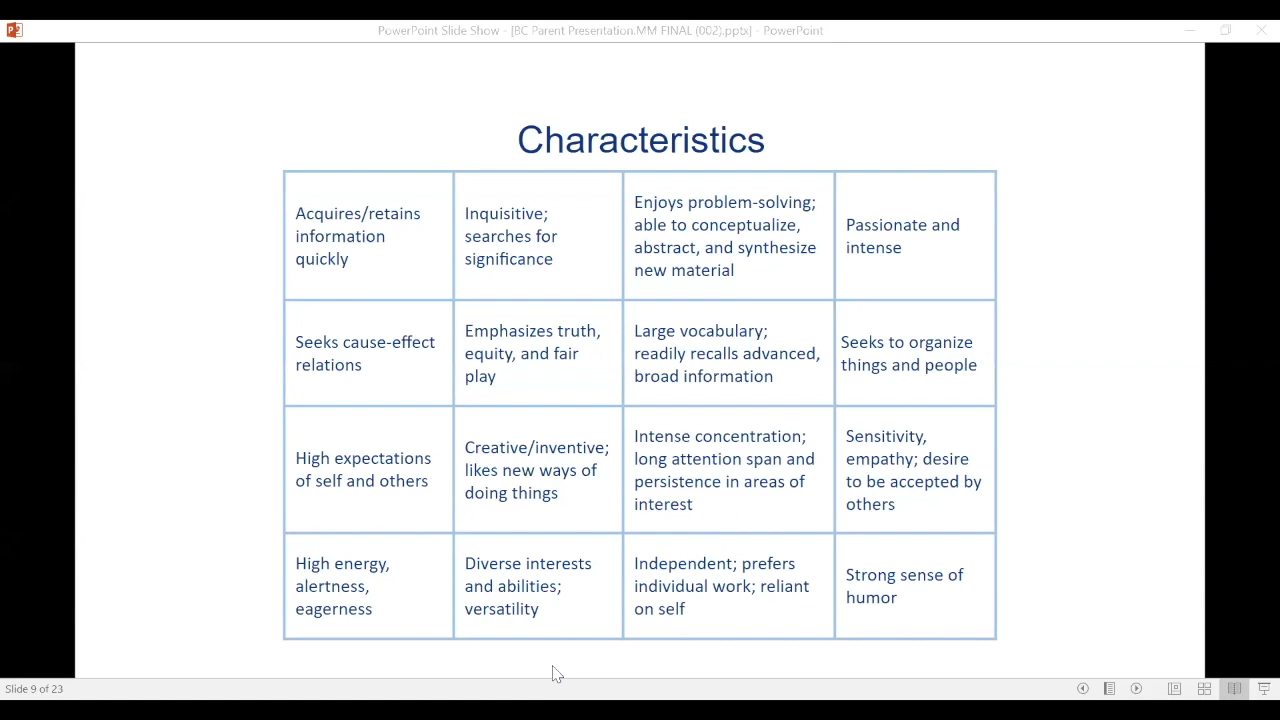 PowerPoint Slide Show - [BC Parent Presentation.MM FINAL (002).pptx] - PowerPoint
Characteristics
Acquires/retains
information
quickly
Inquisitive;
searches for
significance
Enjoys problem-solving;
able to conceptualize,
abstract, and synthesize
new material
Passionate and
intense
Seeks cause-effect
relations
Emphasizes truth,
equity, and fair
play
Large vocabulary;
readily recalls advanced,
broad information
Seeks to organize
things and people
High expectations
of self and others
Creative/inventive;
likes new ways of
doing things
Intense concentration;
long attention span and
persistence in areas of
interest
Sensitivity,
empathy; desire
to be accepted by
others
High energy,
alertness,
eagerness
Diverse interests
and abilities;
versatility
Independent; prefers
individual work; reliant
on self
Strong sense of
humor
Slide 9 of 23